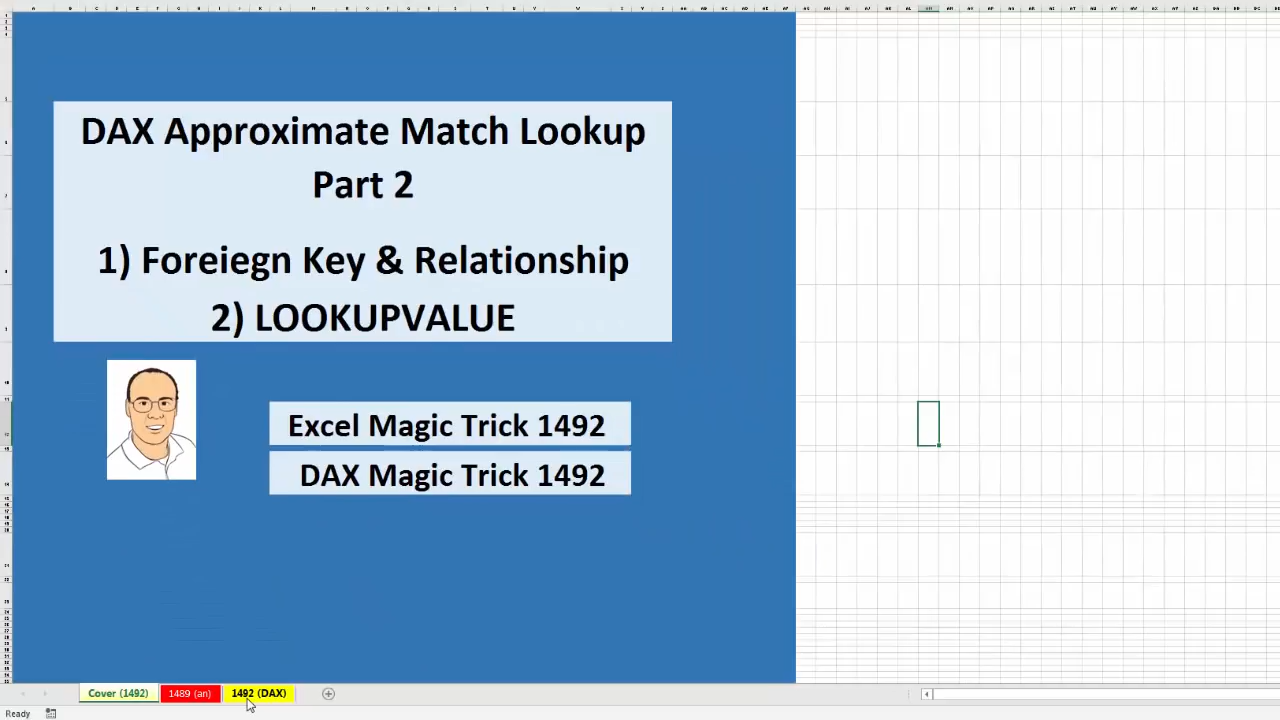 DAX Approximate Match Lookup
Part 2
1) Foreiegn Key & Relationship
2) LOOKUPVALUE
Excel Magic Trick 1492
DAX Magic Trick 1492
Cover (1492) 1489 (an) 1492 (DAX)
Ready